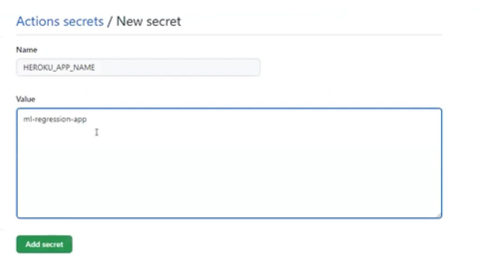 Actions secrets / New secret
Name
HEROKU_APP_NAME
Value
ml-regression-app
Add secret